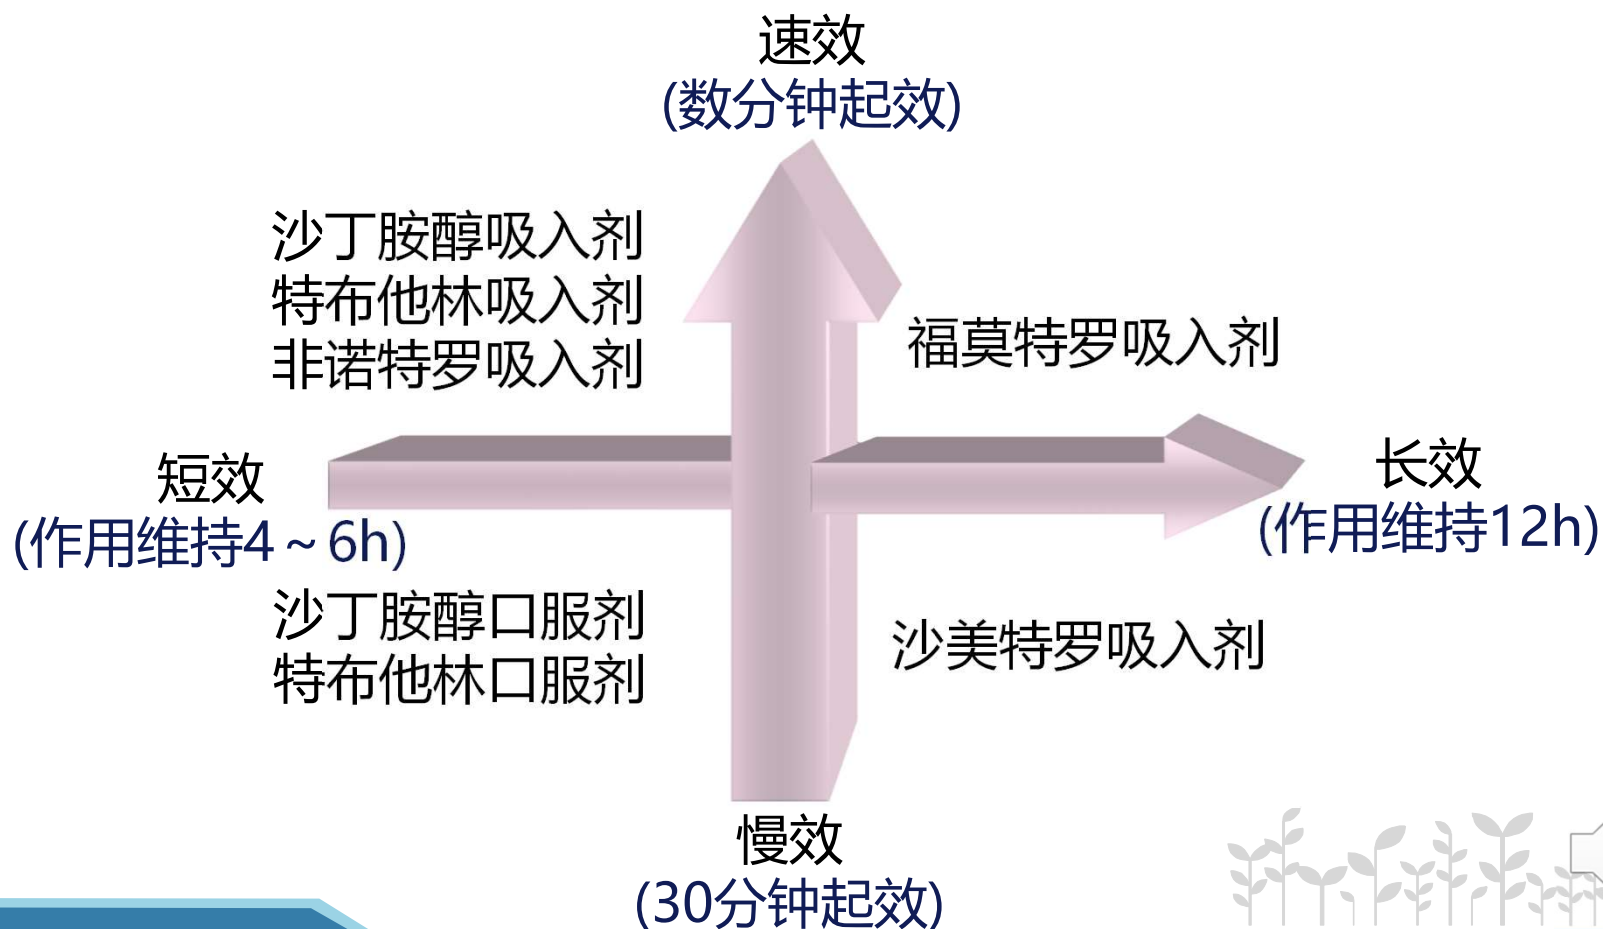 速效
(数分钟起效)
沙丁胺醇吸入剂
特布他林吸入剂
非诺特罗吸入剂
福莫特罗吸入剂
短效
(作用维持4～6h)
长效
(作用维持12h)
沙丁胺醇口服剂
特布他林口服剂
沙美特罗吸入剂
慢效
(30分钟起效)